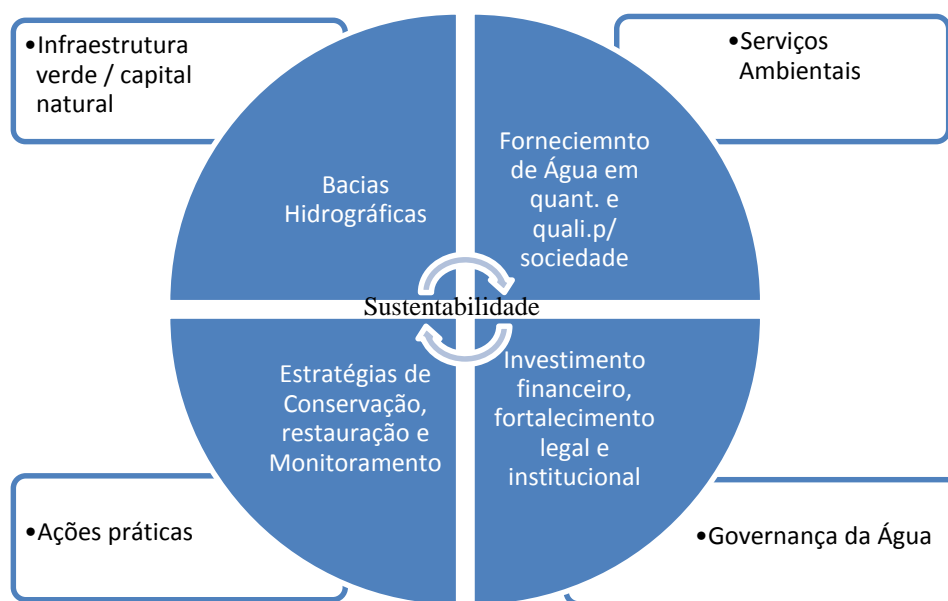 •Infraestrutura
verde / capital
natural
•Serviços
Ambientais
Bacias
Hidrográficas
Forneciemnto
de Água em
quant. e
quali.p/
sociedade
Sustentabilidade
Estratégias de
Conservação,
restauração e
Monitoramento
Investimento
financeiro,
fortalecimento
legal e
institucional
•Ações práticas
•Governança da Água